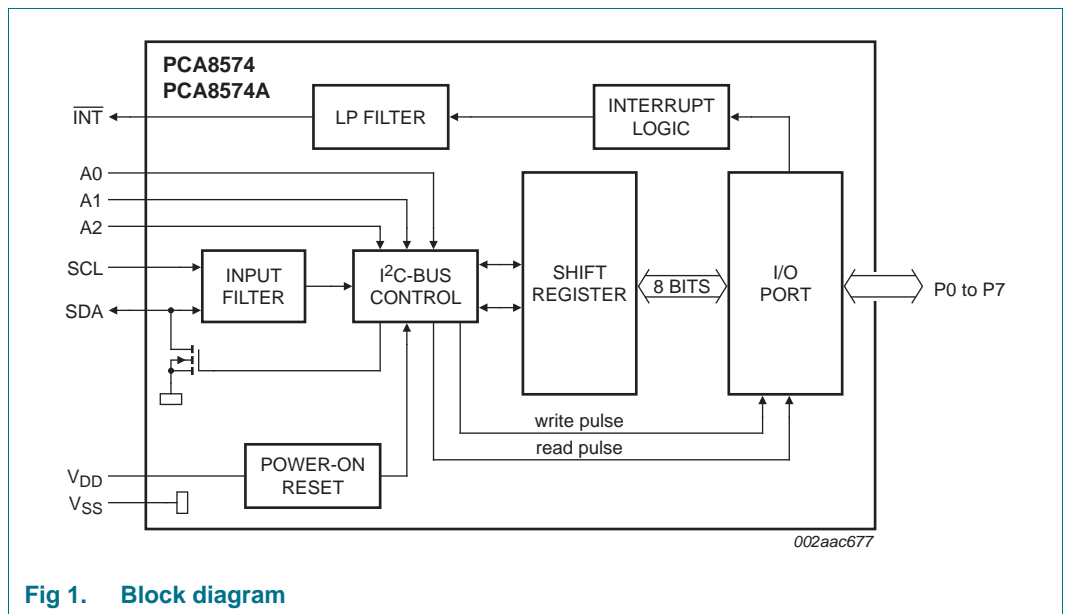 PCA8574
PCA8574A
INT
LP FILTER
INTERRUPT
LOGIC
A0
A1
A2
SCL
SDA
INPUT
FILTER
I²C-BUS
CONTROL
SHIFT
REGISTER
8 BITS
I/O
PORT
P0 to P7
write pulse
read pulse
VDD
VSS
POWER-ON
RESET
002aac677
Fig 1. Block diagram